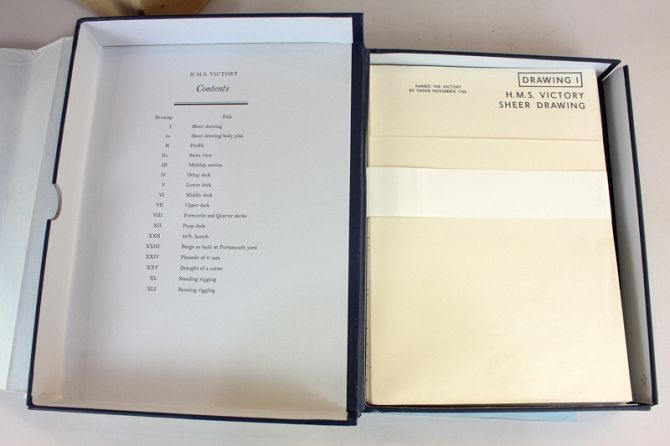 H.M.S. VICTORY
Contents
Drawing Title
I Sheer drawing
Ia Sheer drawing body plan
II Profile
IIa Stern view
III Midship section
IV Orlop deck
V Lower deck
VI Middle deck
VII Upper deck
VIII Forecastle and Quarter decks
XII Poop deck
XXII 34 ft. launch
XXIII Barge as built at Portsmouth yard
XXIV Pinnacle of 8 oars
XXV Draught of a cutter
XL Standing rigging
XLI Running rigging
NAMED THE VICTORY
BY ORDER NOVEMBER 1760
DRAWING I
H.M.S. VICTORY
SHEER DRAWING